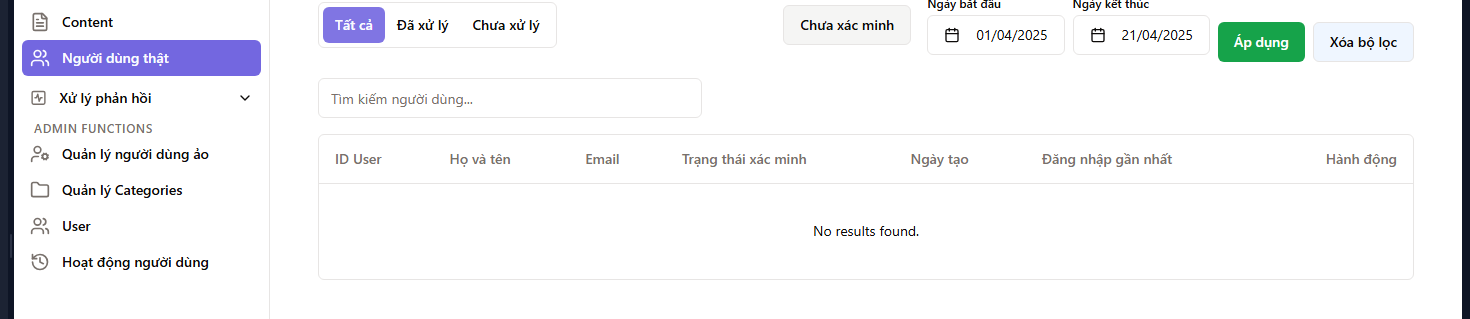 Content
Người dùng thật
Xử lý phản hồi
ADMIN FUNCTIONS
Quản lý người dùng ảo
Quản lý Categories
User
Hoạt động người dùng
Tất cả Đã xử lý Chưa xử lý
Chưa xác minh
Ngày bắt đầu Ngày kết thúc
01/04/2025 21/04/2025 Áp dụng Xóa bộ lọc
Tìm kiếm người dùng...
ID User Họ và tên Email Trạng thái xác minh Ngày tạo Đăng nhập gần nhất Hành động
No results found.